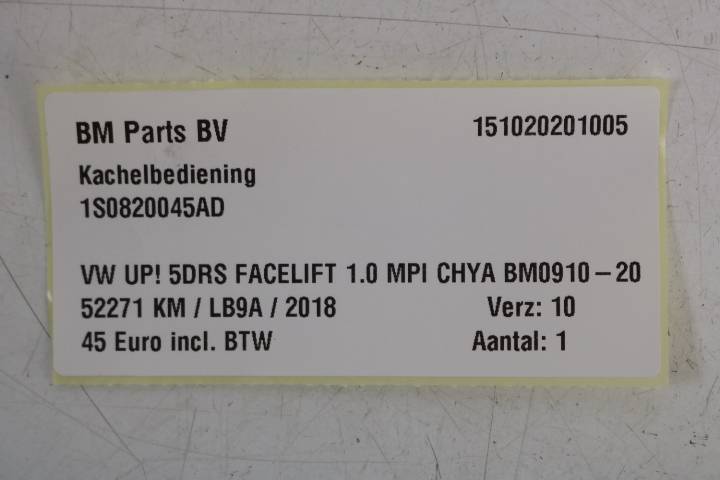 BM Parts BV 151020201005
Kachelbediening
1S0820045AD
VW UP! 5DRS FACELIFT 1.0 MPI CHYA BM0910-20
52271 KM / LB9A / 2018 Verz: 10
45 Euro incl. BTW Aantal: 1